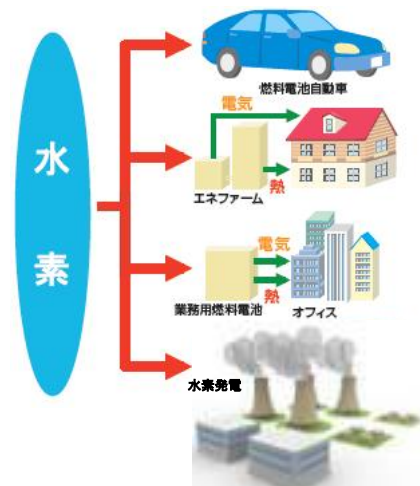 水素
燃料電池自動車
電気
熱
エネファーム
電気
熱
業務用燃料電池
オフィス
水素発電